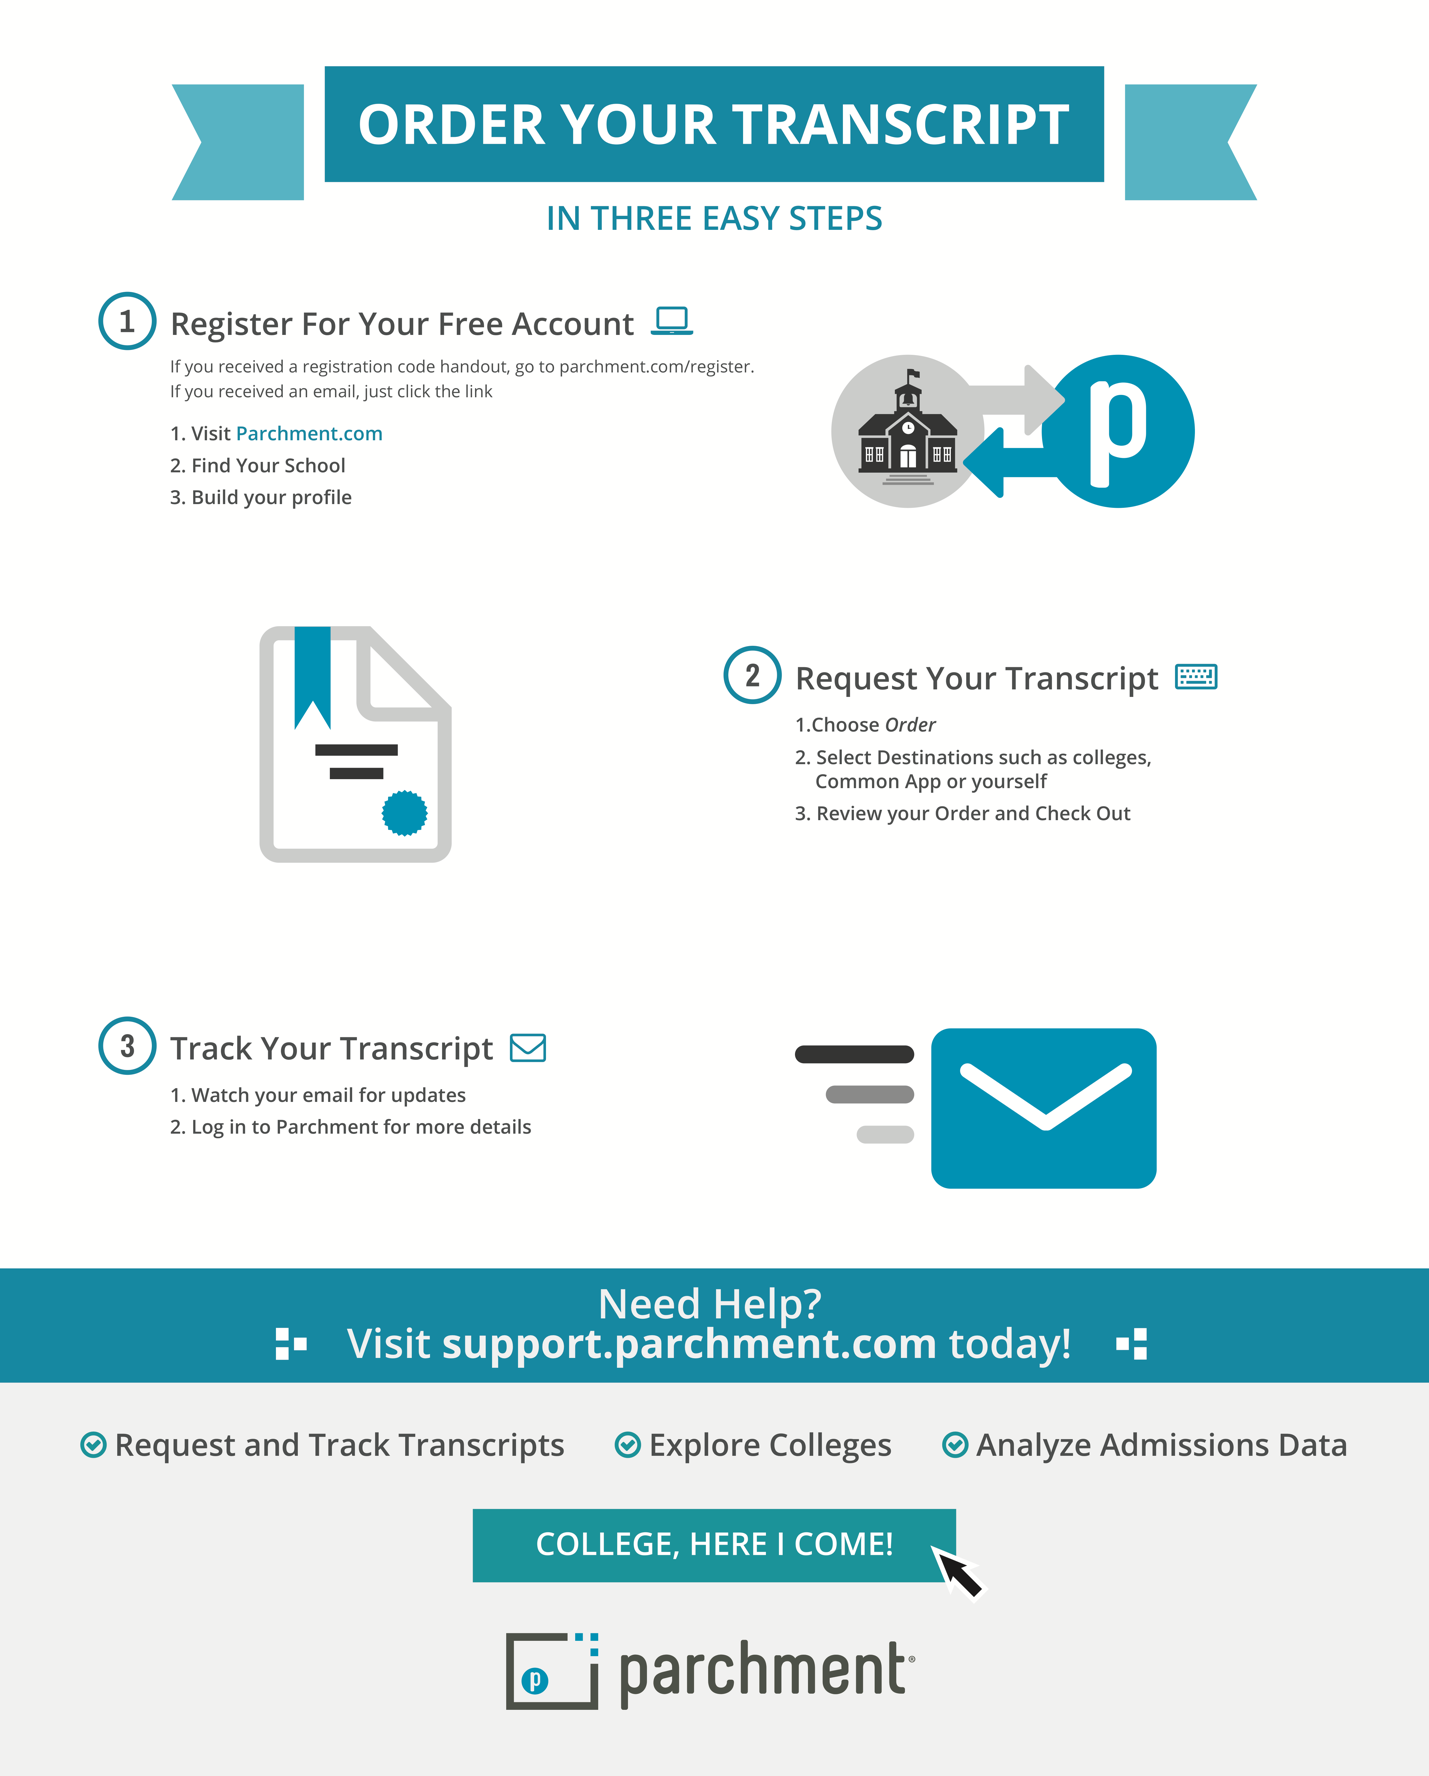 ORDER YOUR TRANSCRIPT
IN THREE EASY STEPS
1 Register For Your Free Account
If you received a registration code handout, go to parchment.com/register.
If you received an email, just click the link
1. Visit Parchment.com
2. Find Your School
3. Build your profile
p
2 Request Your Transcript
1.Choose Order
2. Select Destinations such as colleges,
Common App or yourself
3. Review your Order and Check Out
3 Track Your Transcript
1. Watch your email for updates
2. Log in to Parchment for more details
Need Help?
Visit support.parchment.com today!
Request and Track Transcripts Explore Colleges Analyze Admissions Data
COLLEGE, HERE I COME!
p parchment®